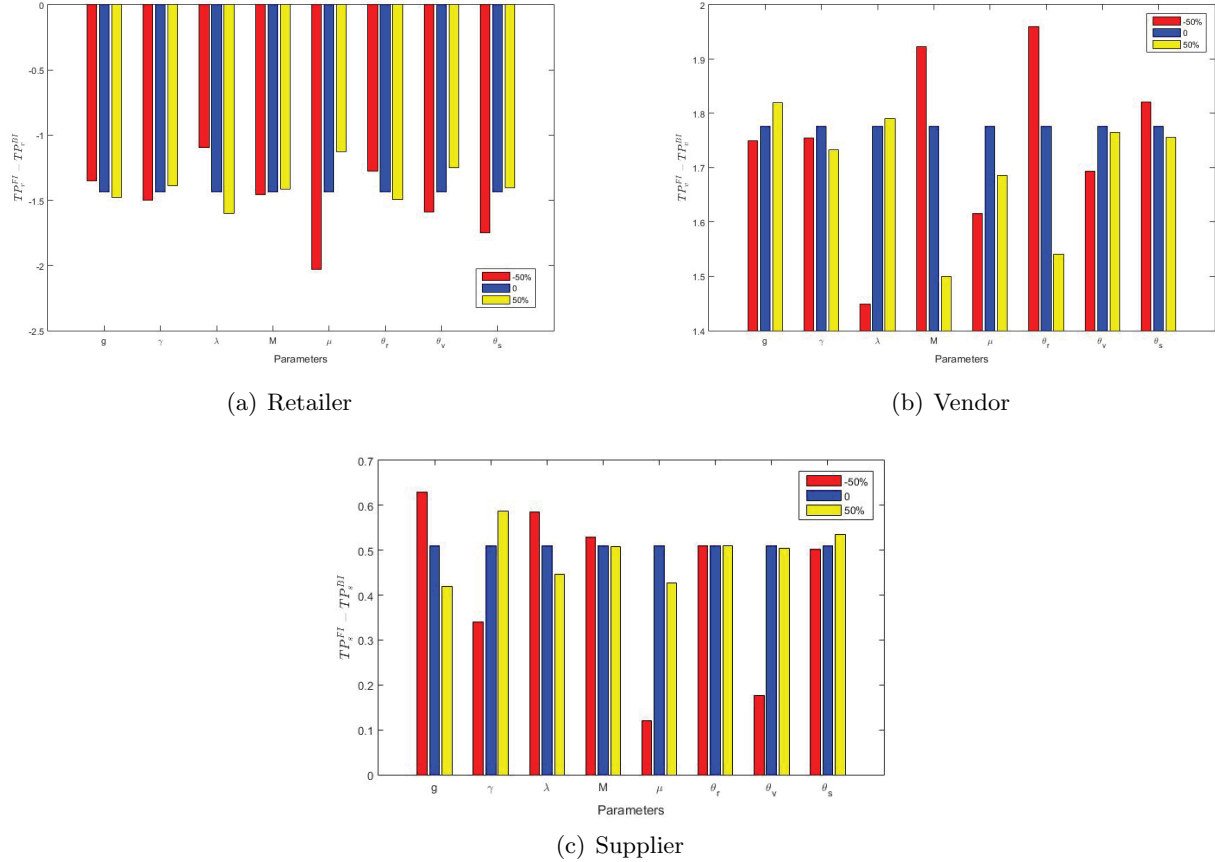 0
-0.5
-1
-1.5
-2
-2.5
TP_r^{FI} − TP_r^{BI}
g γ λ M μ θ_r θ_v θ_s
Parameters
-50%
0
50%
(a) Retailer
2
1.9
1.8
1.7
1.6
1.5
1.4
TP_v^{FI} − TP_v^{BI}
g γ λ M μ θ_r θ_v θ_s
Parameters
-50%
0
50%
(b) Vendor
0.7
0.6
0.5
0.4
0.3
0.2
0.1
0
TP_s^{FI} − TP_s^{BI}
g γ λ M μ θ_r θ_v θ_s
Parameters
-50%
0
50%
(c) Supplier